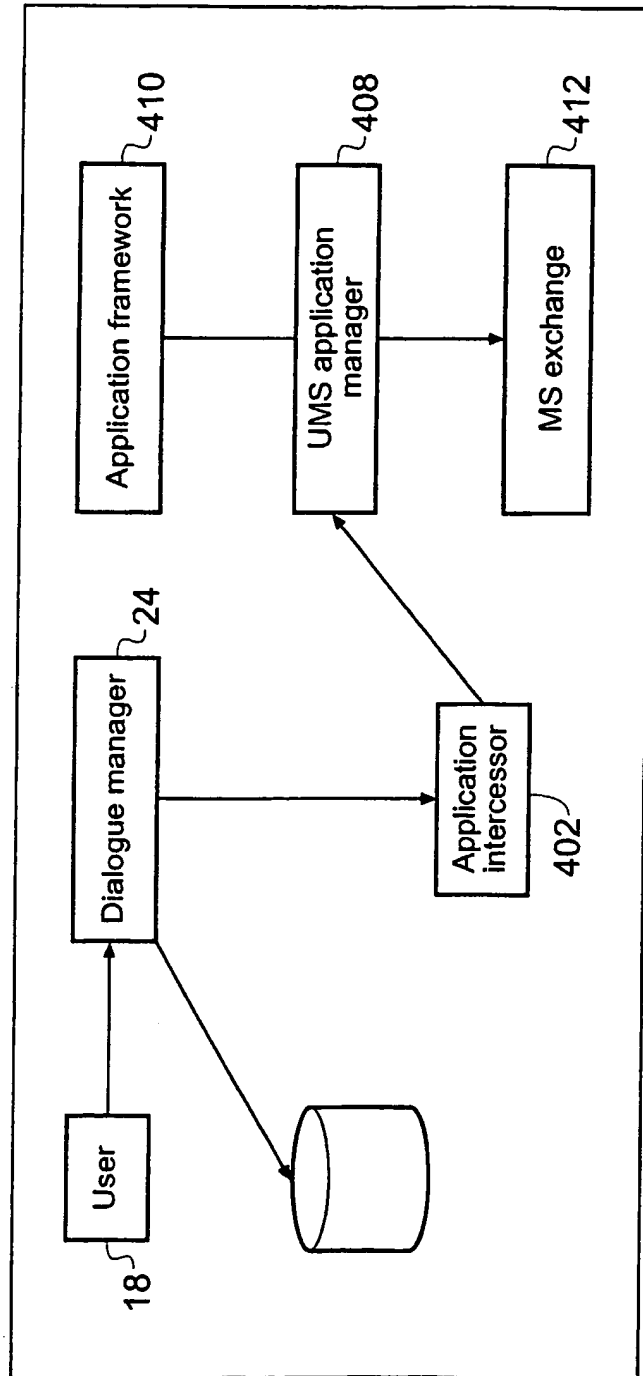 User
18
Dialogue manager
24
Application
intercessor
402
Application framework
410
UMS application
manager
408
MS exchange
412